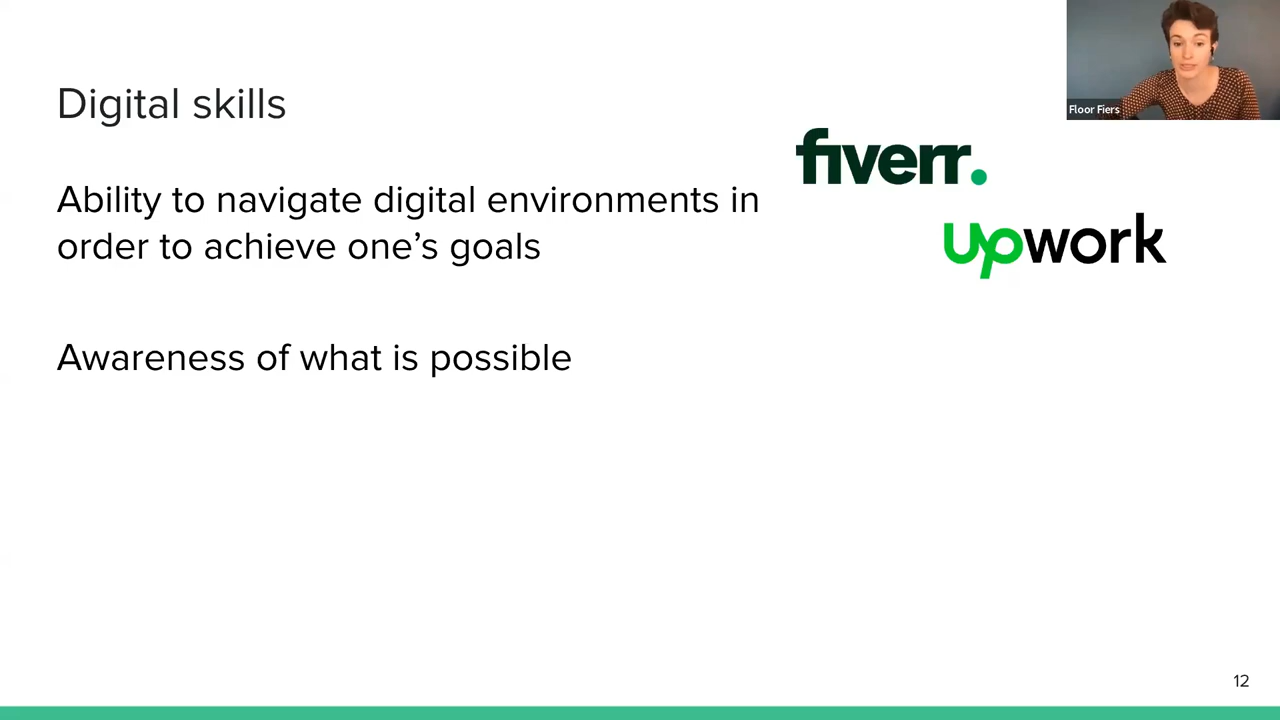 Digital skills
Floor Fiers
fiverr.
Ability to navigate digital environments in
order to achieve one’s goals
upwork
Awareness of what is possible
12